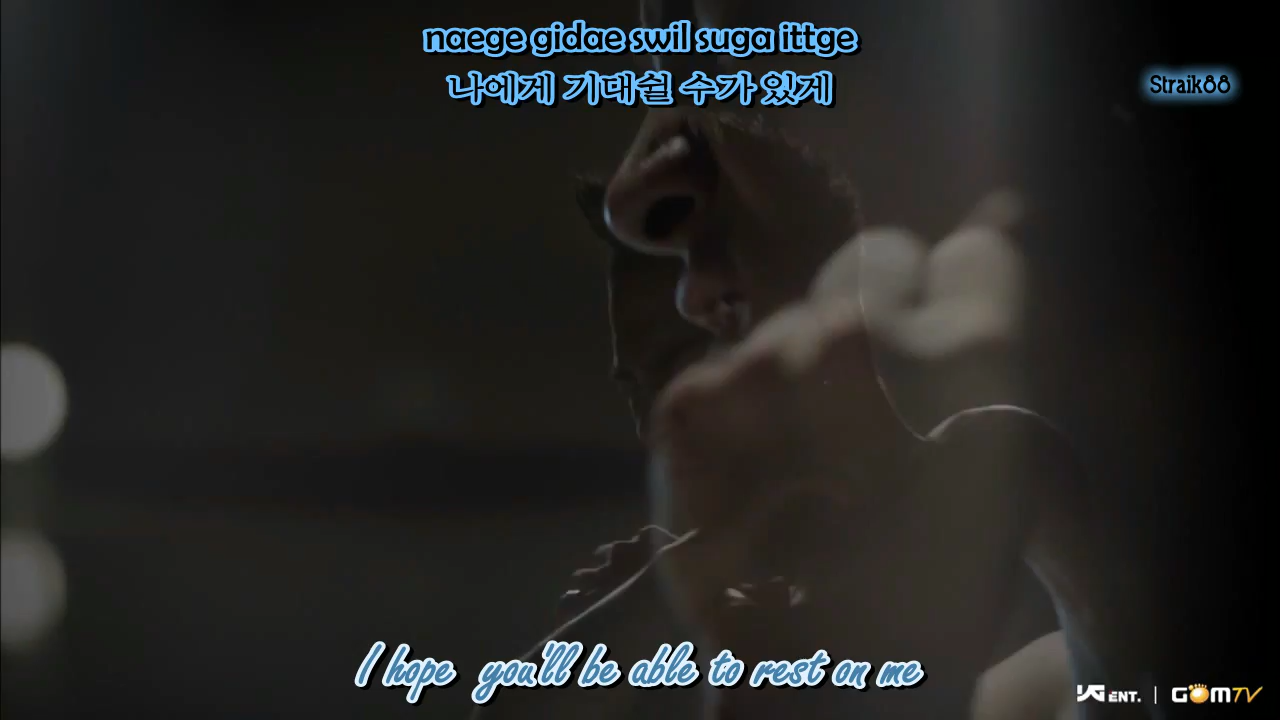 naege gidae swil suga ittge
나에게 기대쉴 수가 있게
Straik88
I hope you'll be able to rest on me
YG ENT. | GOMTV